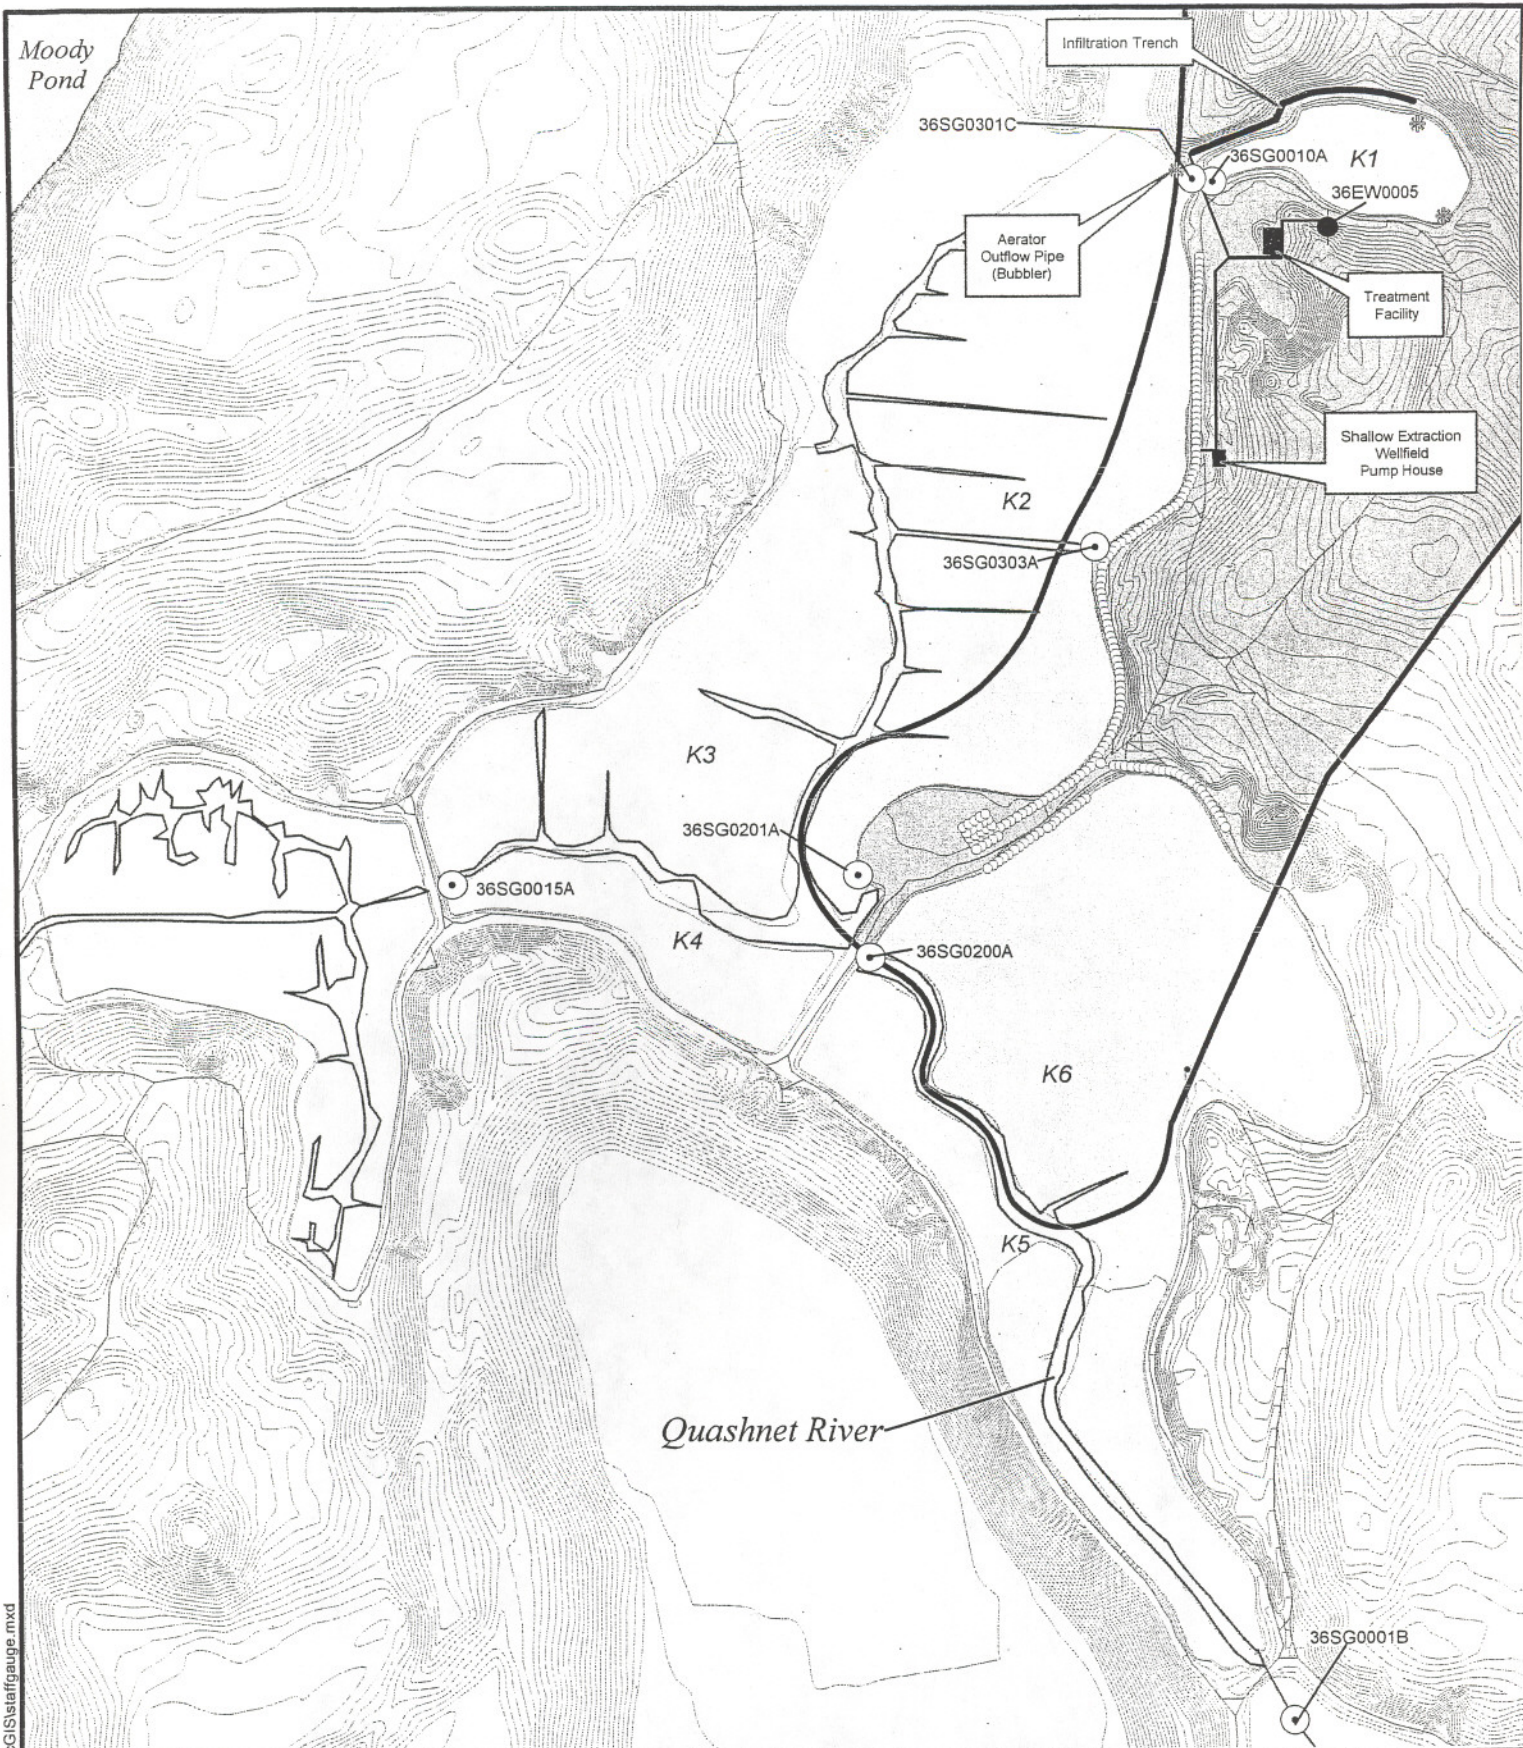 Moody
Pond
Infiltration Trench
36SG0301C
36SG0010A
K1
36EW0005
Aerator
Outflow Pipe
(Bubbler)
Treatment
Facility
Shallow Extraction
Wellfield
Pump House
K2
36SG0303A
K3
36SG0201A
36SG0015A
K4
36SG0200A
K6
K5
Quashnet River
36SG0001B
GIS\staffgauge.mxd